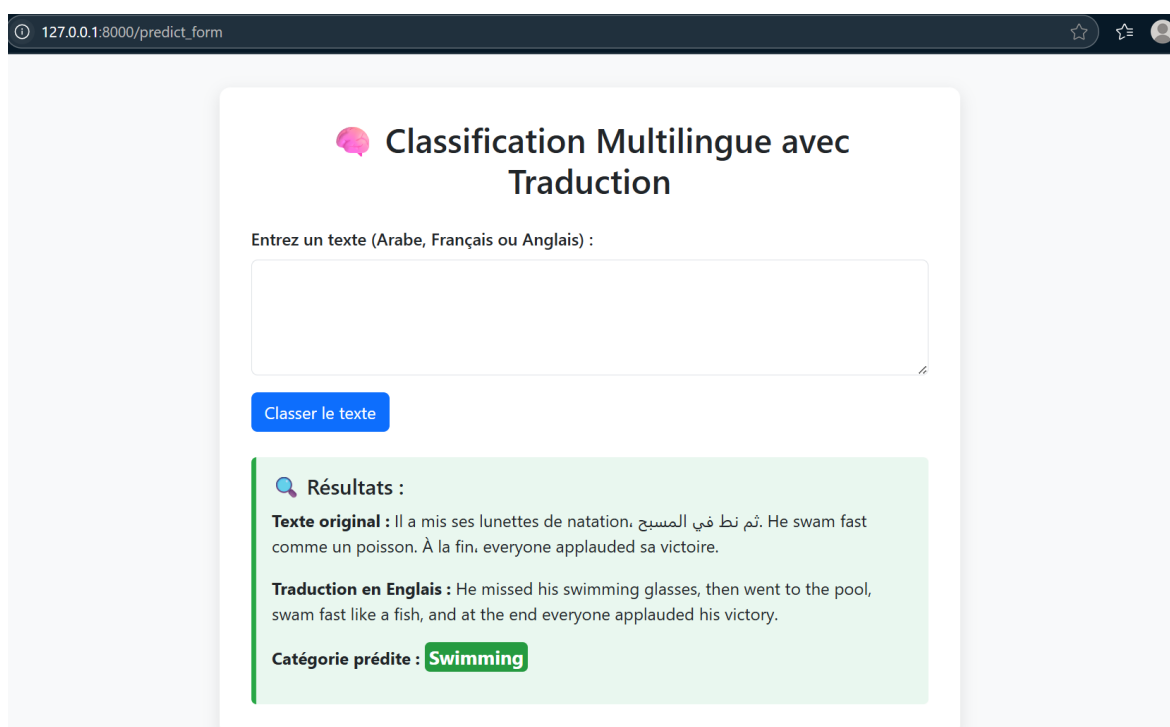 127.0.0.1:8000/predict_form
🧠 Classification Multilingue avec
Traduction
Entrez un texte (Arabe, Français ou Anglais) :
Classer le texte
🔍 Résultats :
Texte original : Il a mis ses lunettes de natation، ثم نط في المسبح. He swam fast
comme un poisson. À la fin، everyone applauded sa victoire.
Traduction en Englais : He missed his swimming glasses, then went to the pool,
swam fast like a fish, and at the end everyone applauded his victory.
Catégorie prédite : Swimming